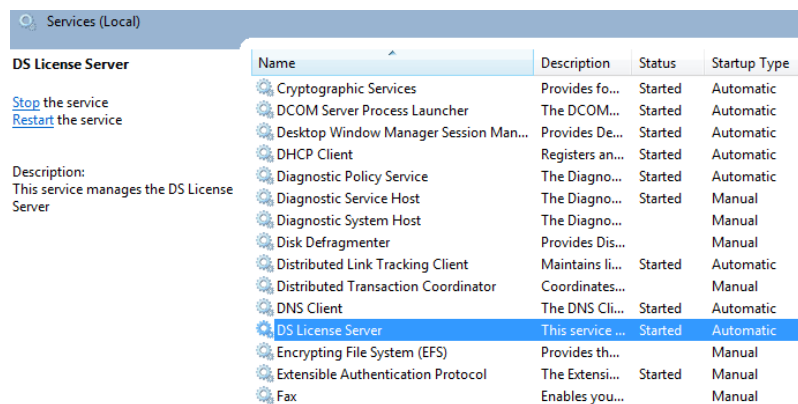 Services (Local)
DS License Server
Stop the service
Restart the service
Description:
This service manages the DS License
Server
Name Description Status Startup Type
Cryptographic Services Provides fo... Started Automatic
DCOM Server Process Launcher The DCOM... Started Automatic
Desktop Window Manager Session Man... Provides De... Started Automatic
DHCP Client Registers an... Started Automatic
Diagnostic Policy Service The Diagno... Started Automatic
Diagnostic Service Host The Diagno... Started Manual
Diagnostic System Host The Diagno... Manual
Disk Defragmenter Provides Dis... Manual
Distributed Link Tracking Client Maintains li... Started Automatic
Distributed Transaction Coordinator Coordinates... Manual
DNS Client The DNS Cli... Started Automatic
DS License Server This service ... Started Automatic
Encrypting File System (EFS) Provides th... Manual
Extensible Authentication Protocol The Extensi... Started Manual
Fax Enables you... Manual